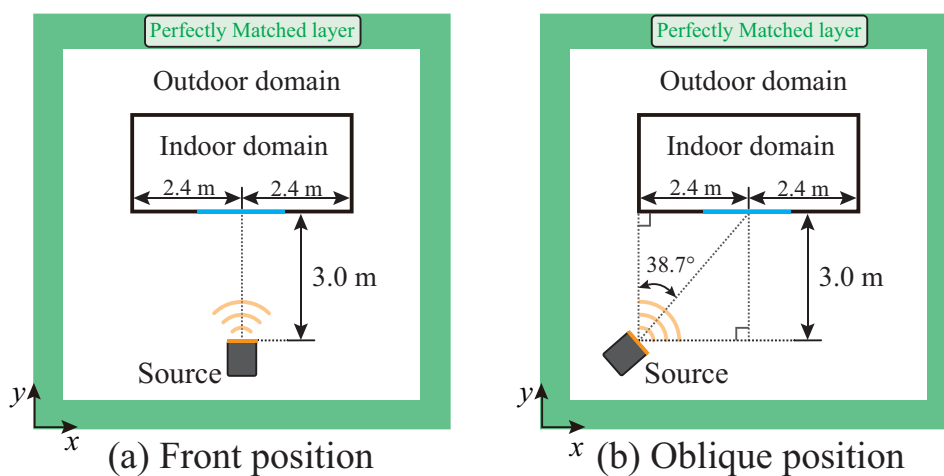 Perfectly Matched layer
Outdoor domain
Indoor domain
2.4 m 2.4 m
3.0 m
Source
y
x
(a) Front position
Perfectly Matched layer
Outdoor domain
Indoor domain
2.4 m 2.4 m
38.7°
3.0 m
Source
y
x
(b) Oblique position